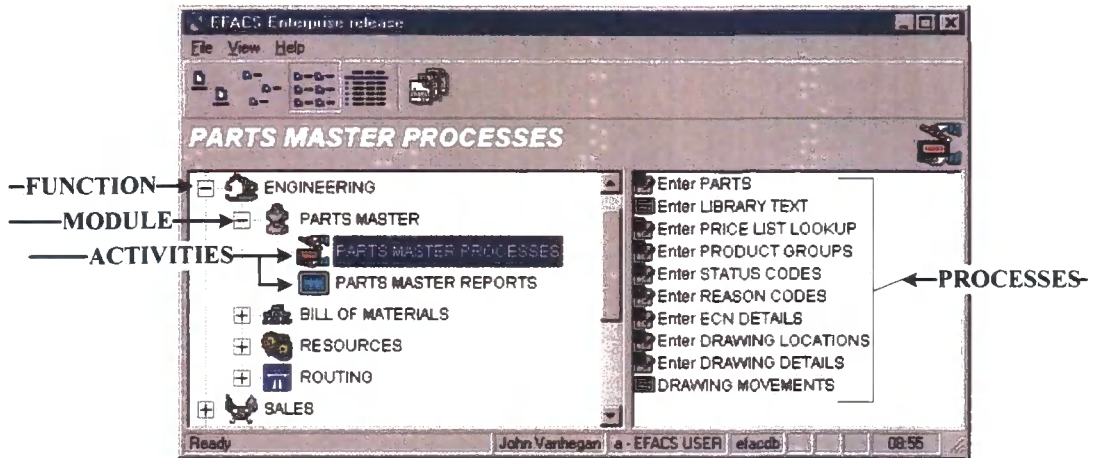 EFACS Enterprise release
File View Help
PARTS MASTER PROCESSES
FUNCTION
MODULE
ACTIVITIES
ENGINEERING
PARTS MASTER
PARTS MASTER PROCESSES
PARTS MASTER REPORTS
BILL OF MATERIALS
RESOURCES
ROUTING
SALES
Enter PARTS
Enter LIBRARY TEXT
Enter PRICE LIST LOOKUP
Enter PRODUCT GROUPS
Enter STATUS CODES
Enter REASON CODES
Enter ECN DETAILS
Enter DRAWING LOCATIONS
Enter DRAWING DETAILS
DRAWING MOVEMENTS
PROCESSES
Ready John Vanhegan a - EFACS USER efacdb 08:55